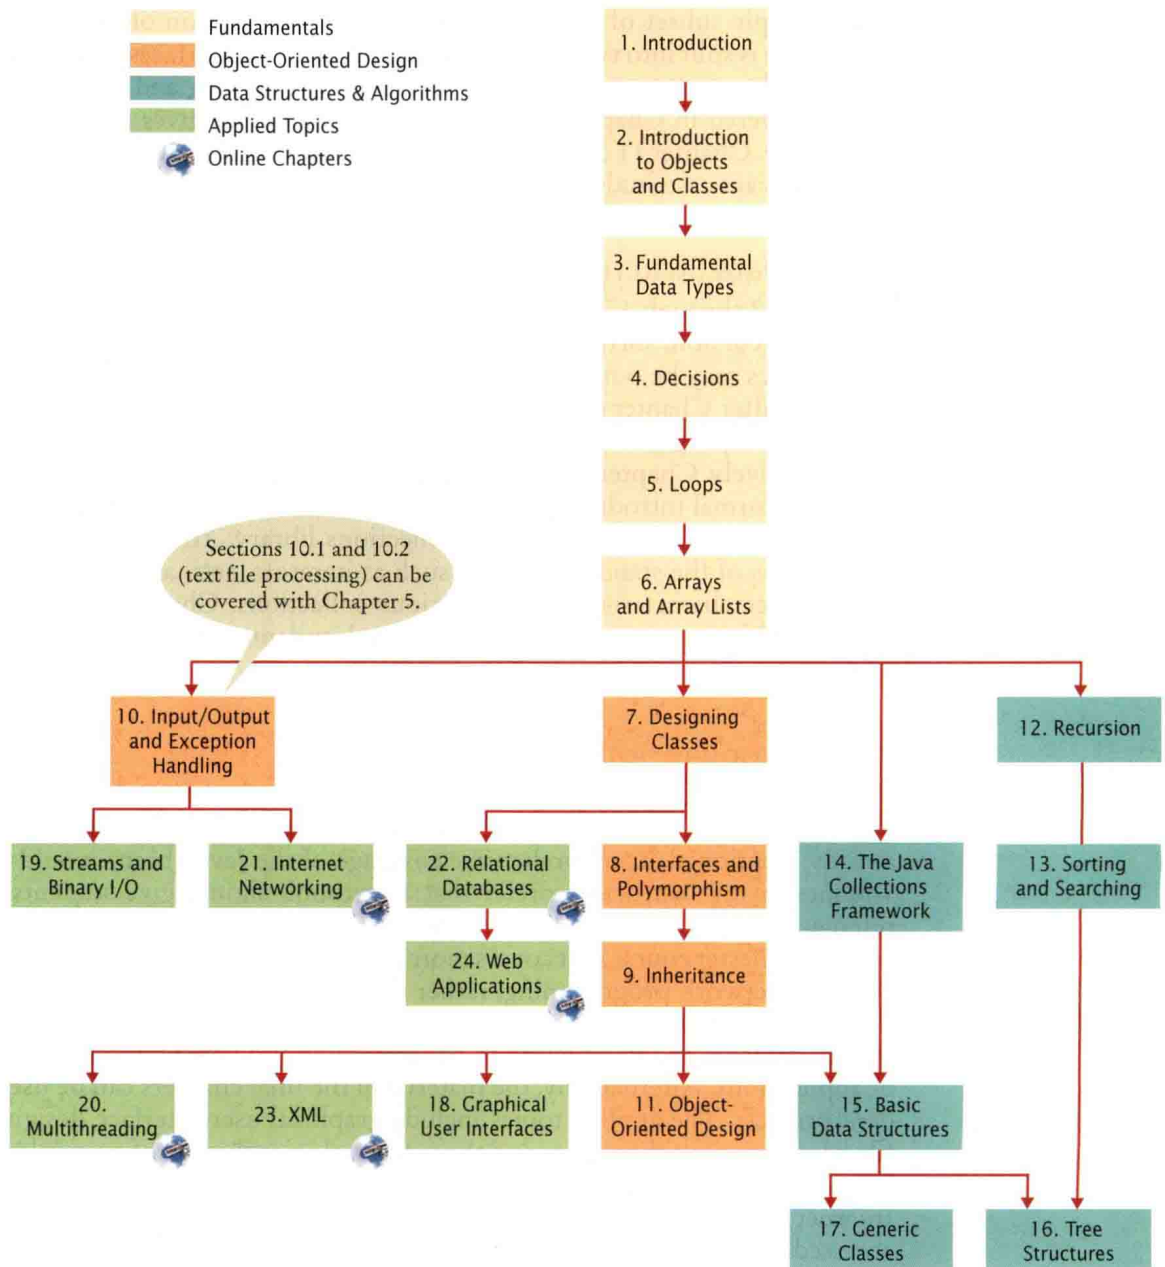 Fundamentals
Object-Oriented Design
Data Structures & Algorithms
Applied Topics
Online Chapters
1. Introduction
2. Introduction
to Objects
and Classes
3. Fundamental
Data Types
4. Decisions
5. Loops
Sections 10.1 and 10.2
(text file processing) can be
covered with Chapter 5.
6. Arrays
and Array Lists
10. Input/Output
and Exception
Handling
7. Designing
Classes
12. Recursion
19. Streams and
Binary I/O
21. Internet
Networking
22. Relational
Databases
8. Interfaces and
Polymorphism
14. The Java
Collections
Framework
13. Sorting
and Searching
24. Web
Applications
9. Inheritance
20.
Multithreading
23. XML
18. Graphical
User Interfaces
11. Object-
Oriented Design
15. Basic
Data Structures
17. Generic
Classes
16. Tree
Structures